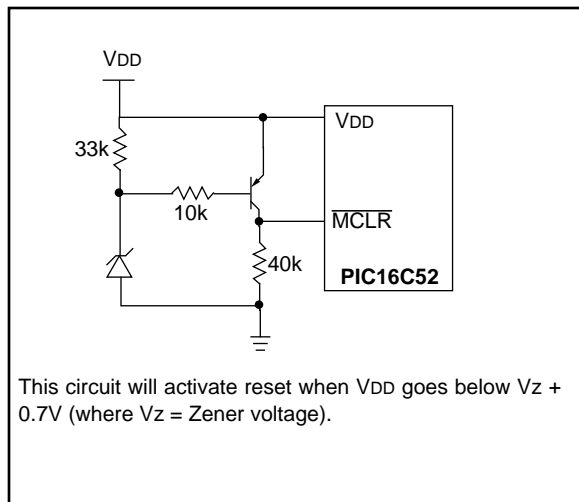 VDD
VDD
33k
10k
MCLR
40k
PIC16C52
This circuit will activate reset when VDD goes below Vz +
0.7V (where Vz = Zener voltage).